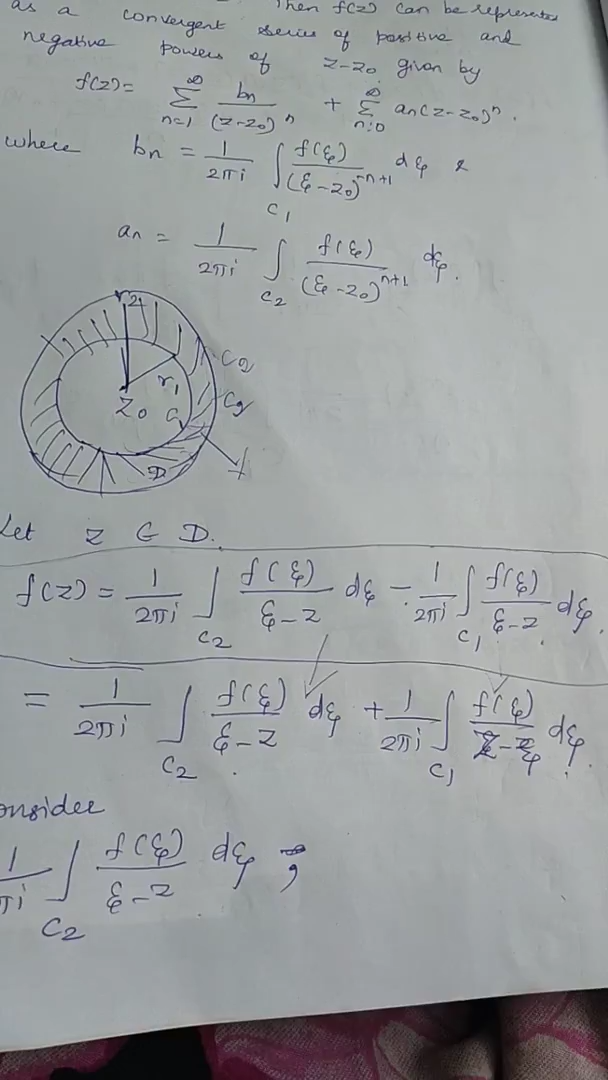 as a convergent series of positive and
Then f(z) can be represented
negative powers of z-z₀ given by
f(z) = ∑_{n=1}^{∞} bn/(z-z₀)^n + ∑_{n=0}^{∞} an(z-z₀)^n.
where bn = 1/2πi ∫_{C₁} f(ξ)/(ξ-z₀)^{-n+1} dξ &
an = 1/2πi ∫_{C₂} f(ξ)/(ξ-z₀)^{n+1} dξ.
r₂
C₂
r₁
z₀ C₁ C₂
D
Let z ∈ D.
f(z) = 1/2πi ∫_{C₂} f(ξ)/ξ-z dξ - 1/2πi ∫_{C₁} f(ξ)/ξ-z dξ.
= 1/2πi ∫_{C₂} f(ξ)/ξ-z dξ + 1/2πi ∫_{C₁} f(ξ)/z-ξ dξ.
onsider
1/πi ∫_{C₂} f(ξ)/ξ-z dξ ;